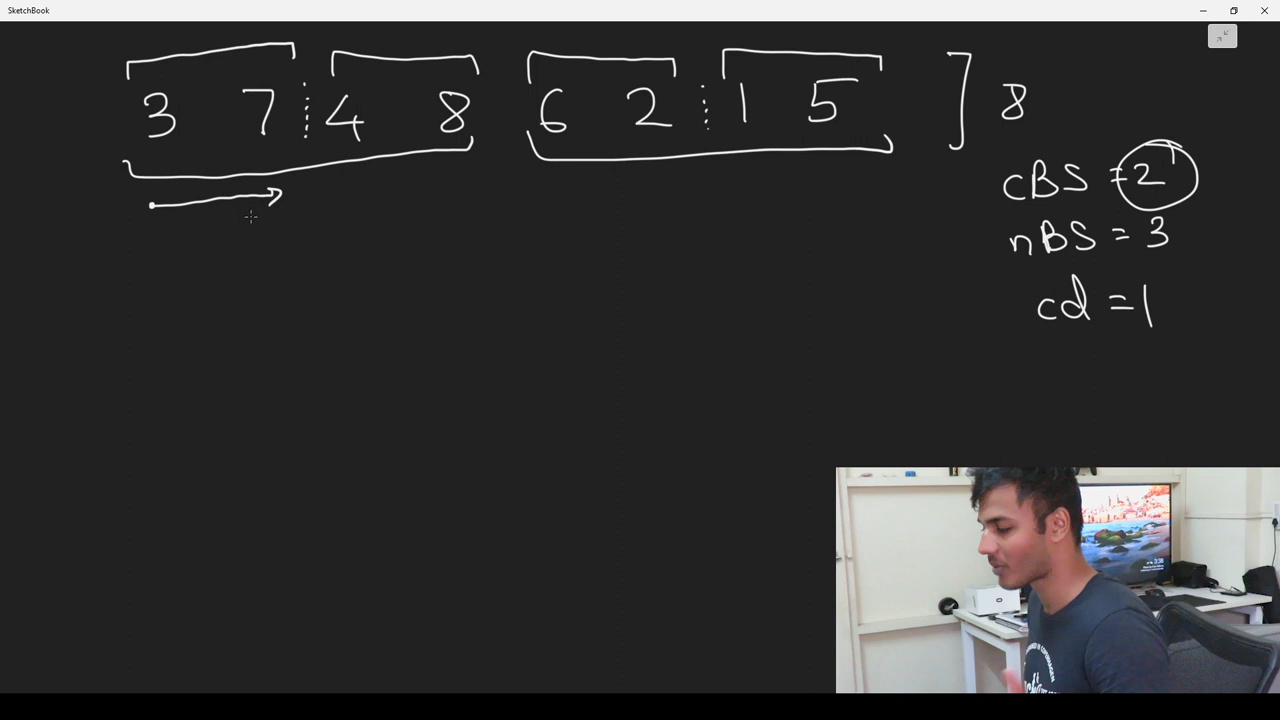 SketchBook
3 7 4 8 6 2 1 5 ] 8
cBS = 2
nBS = 3
cd = 1